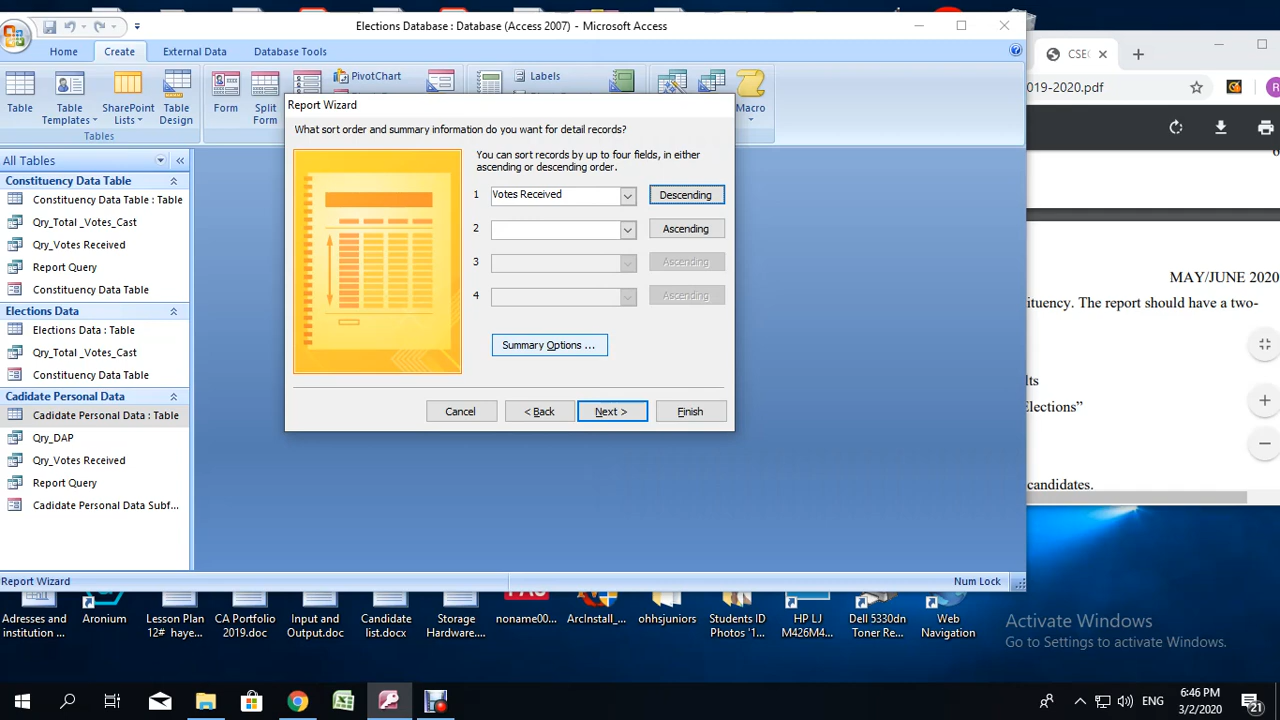 Elections Database : Database (Access 2007) - Microsoft Access
Home
Create
External Data
Database Tools
Table
Table
Templates
SharePoint
Lists
Table
Design
Tables
Form
Split
Form
PivotChart
Labels
Macro
CSEC
019-2020.pdf
All Tables
Constituency Data Table
Constituency Data Table : Table
Qry_Total _Votes_Cast
Qry_Votes Received
Report Query
Constituency Data Table
Elections Data
Elections Data : Table
Qry_Total _Votes_Cast
Constituency Data Table
Cadidate Personal Data
Cadidate Personal Data : Table
Qry_DAP
Qry_Votes Received
Report Query
Cadidate Personal Data Subf...
Report Wizard
What sort order and summary information do you want for detail records?
You can sort records by up to four fields, in either
ascending or descending order.
1 Votes Received Descending
2 Ascending
3 Ascending
4 Ascending
Summary Options ...
Cancel
< Back
Next >
Finish
MAY/JUNE 2020
tuency. The report should have a two-
lts
Elections”
candidates.
Report Wizard
Num Lock
Adresses and
institution ...
Aronium
Lesson Plan
12# haye...
CA Portfolio
2019.doc
Input and
Output.doc
Candidate
list.docx
Storage
Hardware....
noname00...
ArcInstall_...
ohhsjuniors
Students ID
Photos '1...
HP LJ
M426M4...
Dell 5330dn
Toner Re...
Web
Navigation
Activate Windows
Go to Settings to activate Windows.
ENG
6:46 PM
3/2/2020
21